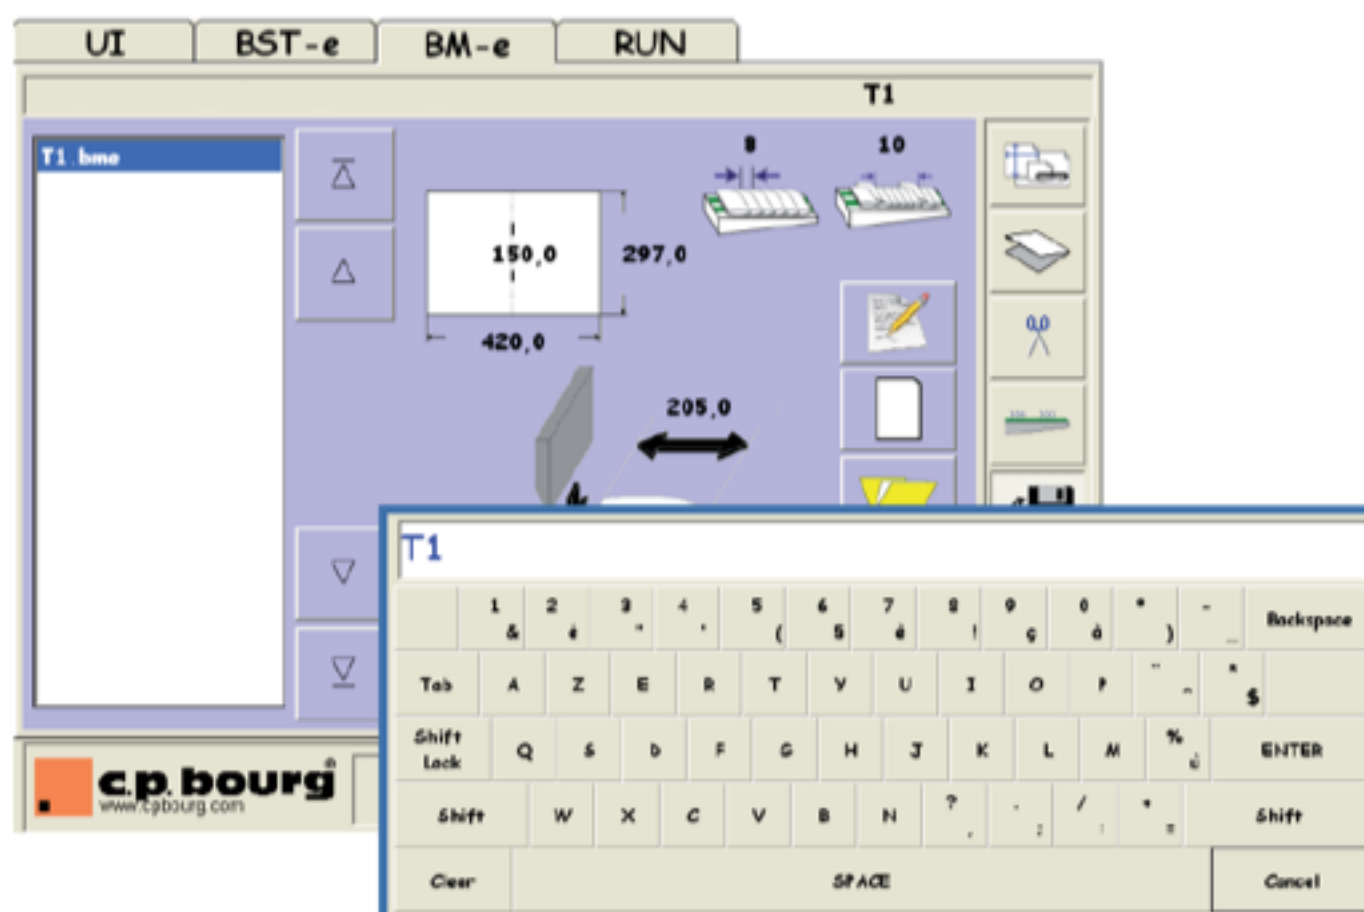 UI BST-e BM-e RUN
T1
T1.bme
8 10
150,0 297,0
420,0
0,0
205,0
T1
1 & 2 é 3 " 4 ' 5 ( 6 § 7 è 8 ! 9 ç 0 à ° ) - _ Backspace
Tab A Z E R T Y U I O P ¨ ^ * $
Shift Lock Q S D F G H J K L M % ù ENTER
Shift W X C V B N ? , . ; / : + = Shift
Clear SPACE Cancel
c.p. bourg®
www.cpbourg.com